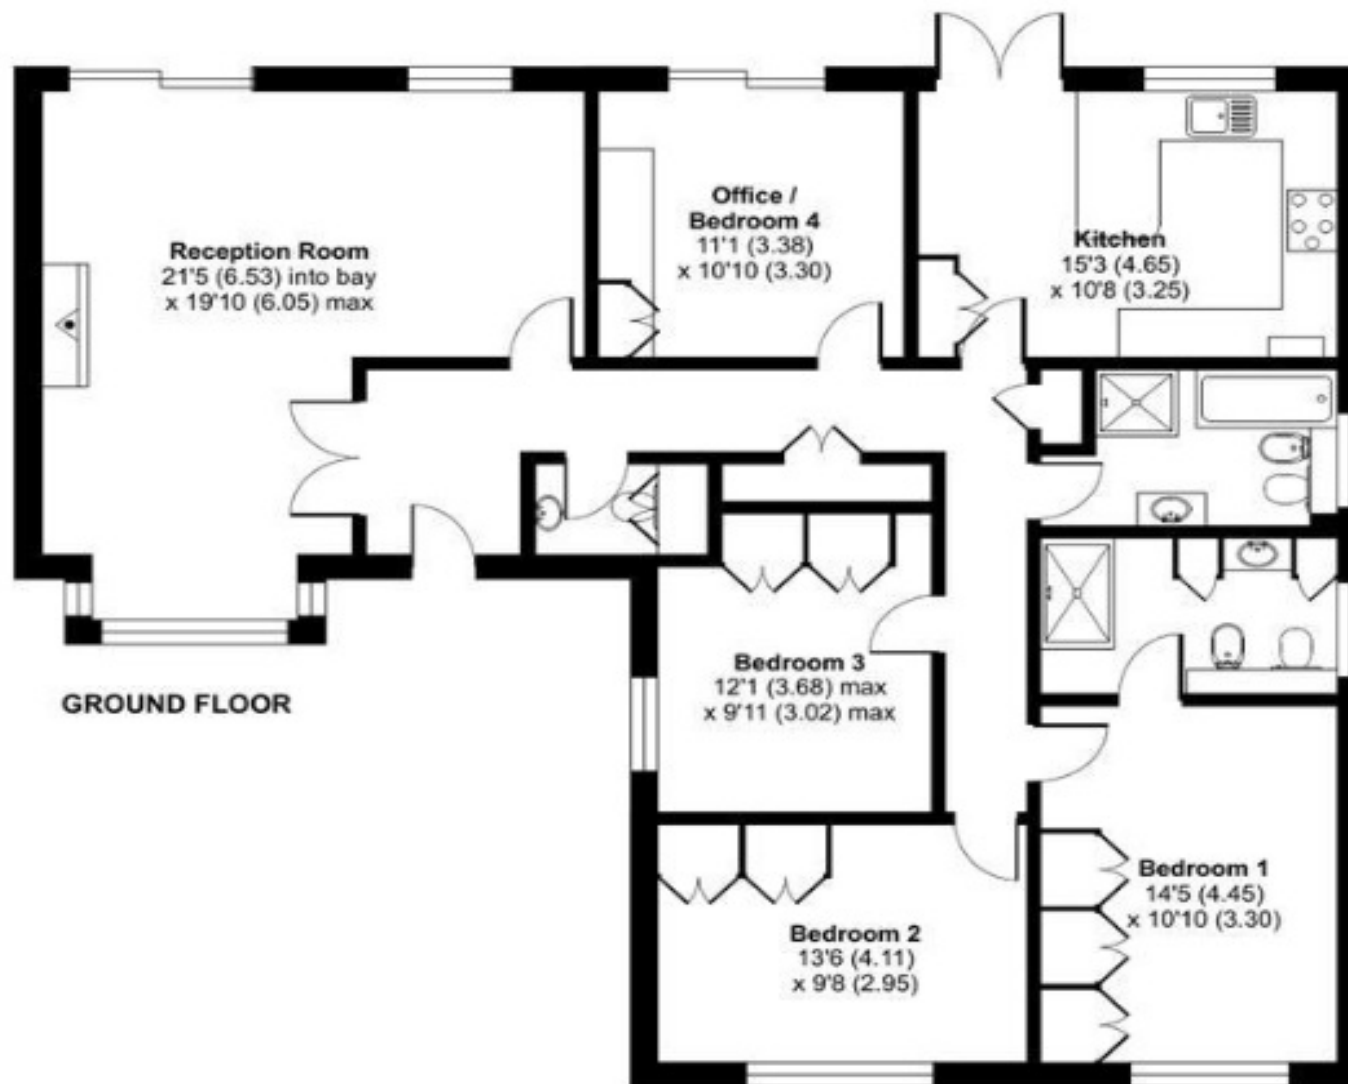 Reception Room
21'5 (6.53) into bay
x 19'10 (6.05) max
Office /
Bedroom 4
11'1 (3.38)
x 10'10 (3.30)
Kitchen
15'3 (4.65)
x 10'8 (3.25)
GROUND FLOOR
Bedroom 3
12'1 (3.68) max
x 9'11 (3.02) max
Bedroom 2
13'6 (4.11)
x 9'8 (2.95)
Bedroom 1
14'5 (4.45)
x 10'10 (3.30)